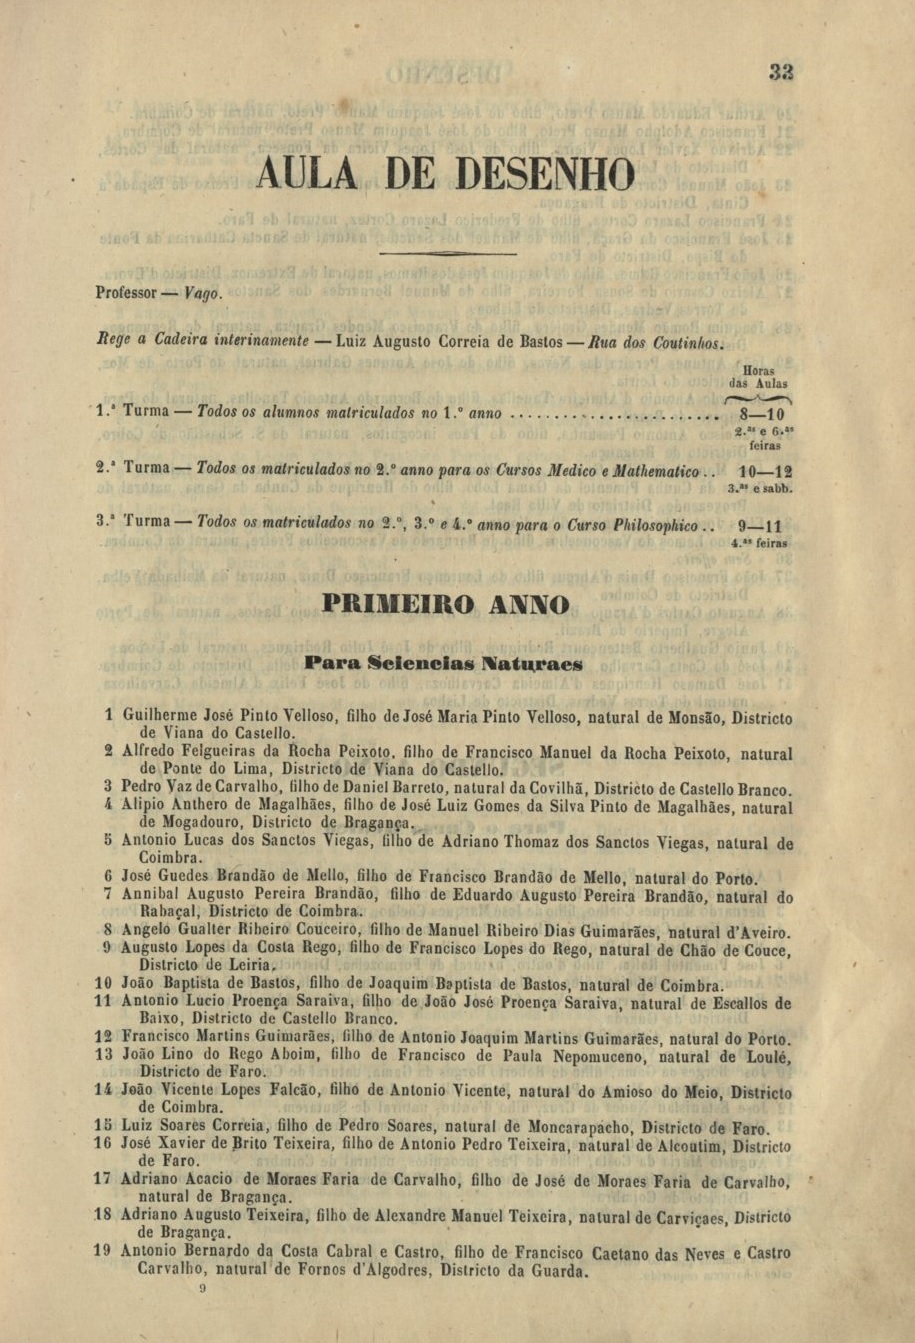 33
AULA DE DESENHO
Professor — Vago.
Rege a Cadeira interinamente — Luiz Augusto Correia de Bastos — Rua dos Coutinhos.
Horas
das Aulas
1.ª Turma — Todos os alumnos matriculados no 1.º anno ........................... 8—10
2.ªs e 6.ªs
feiras
2.ª Turma — Todos os matriculados no 2.º anno para os Cursos Medico e Mathematico .. 10—12
3.ªs e sabb.
3.ª Turma — Todos os matriculados no 2.º, 3.º e 4.º anno para o Curso Philosophico .. 9—11
4.ªs feiras
PRIMEIRO ANNO
Para Sciencias Naturaes
1 Guilherme José Pinto Velloso, filho de José Maria Pinto Velloso, natural de Monsão, Districto
de Viana do Castello.
2 Alfredo Felgueiras da Rocha Peixoto, filho de Francisco Manuel da Rocha Peixoto, natural
de Ponte do Lima, Districto de Viana do Castello.
3 Pedro Vaz de Carvalho, filho de Daniel Barreto, natural da Covilhã, Districto de Castello Branco.
4 Alipio Anthero de Magalhães, filho de José Luiz Gomes da Silva Pinto de Magalhães, natural
de Mogadouro, Districto de Bragança.
5 Antonio Lucas dos Sanctos Viegas, filho de Adriano Thomaz dos Sanctos Viegas, natural de
Coimbra.
6 José Guedes Brandão de Mello, filho de Francisco Brandão de Mello, natural do Porto.
7 Annibal Augusto Pereira Brandão, filho de Eduardo Augusto Pereira Brandão, natural do
Rabaçal, Districto de Coimbra.
8 Angelo Gualter Ribeiro Couceiro, filho de Manuel Ribeiro Dias Guimarães, natural d'Aveiro.
9 Augusto Lopes da Costa Rego, filho de Francisco Lopes do Rego, natural de Chão de Couce,
Districto de Leiria.
10 João Baptista de Bastos, filho de Joaquim Baptista de Bastos, natural de Coimbra.
11 Antonio Lucio Proença Saraiva, filho de João José Proença Saraiva, natural de Escallos de
Baixo, Districto de Castello Branco.
12 Francisco Martins Guimarães, filho de Antonio Joaquim Martins Guimarães, natural do Porto.
13 João Lino do Rego Aboim, filho de Francisco de Paula Nepomuceno, natural de Loulé,
Districto de Faro.
14 João Vicente Lopes Falcão, filho de Antonio Vicente, natural do Amioso do Meio, Districto
de Coimbra.
15 Luiz Soares Correia, filho de Pedro Soares, natural de Moncarapacho, Districto de Faro.
16 José Xavier de Brito Teixeira, filho de Antonio Pedro Teixeira, natural de Alcoutim, Districto
de Faro.
17 Adriano Acacio de Moraes Faria de Carvalho, filho de José de Moraes Faria de Carvalho,
natural de Bragança.
18 Adriano Augusto Teixeira, filho de Alexandre Manuel Teixeira, natural de Carviçaes, Districto
de Bragança.
19 Antonio Bernardo da Costa Cabral e Castro, filho de Francisco Caetano das Neves e Castro
Carvalho, natural de Fornos d'Algodres, Districto da Guarda.
9